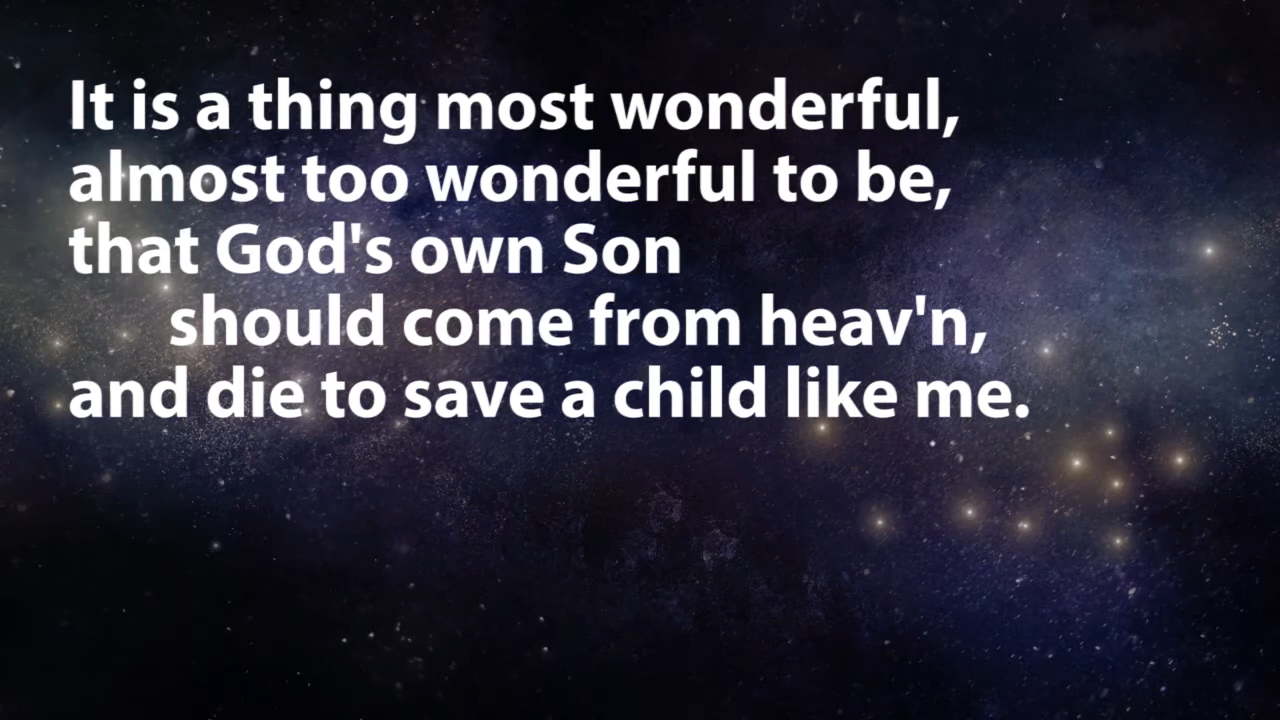 It is a thing most wonderful,
almost too wonderful to be,
that God's own Son
should come from heav'n,
and die to save a child like me.